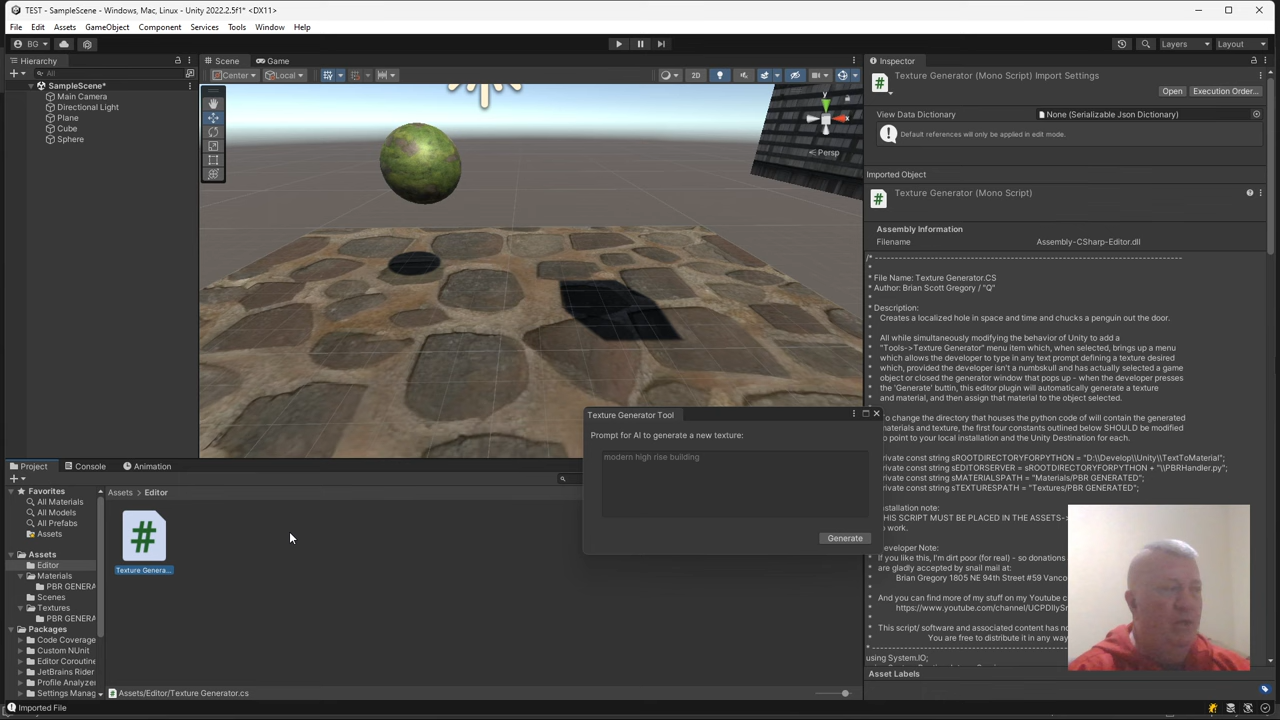 TEST - SampleScene - Windows, Mac, Linux - Unity 2022.2.5f1* <DX11>
File Edit Assets GameObject Component Services Tools Window Help
BG
Layers Layout
Hierarchy
All
SampleScene*
Main Camera
Directional Light
Plane
Cube
Sphere
Scene Game
Center Local
2D
y
x
Persp
Inspector
Texture Generator (Mono Script) Import Settings
Open Execution Order...
View Data Dictionary None (Serializable Json Dictionary)
Default references will only be applied in edit mode.
Imported Object
# Texture Generator (Mono Script)
Assembly Information
Filename Assembly-CSharp-Editor.dll
/* ---------------------------------------------------------------------------
*
* File Name: Texture Generator.CS
* Author: Brian Scott Gregory / "Q"
*
* Description:
* Creates a localized hole in space and time and chucks a penguin out the door.
*
* All while simultaneously modifying the behavior of Unity to add a
* "Tools->Texture Generator" menu item which, when selected, brings up a menu
* which allows the developer to type in any text prompt defining a texture desired
* which, provided the developer isn't a numbskull and has actually selected a game
* object or closed the generator window that pops up - when the developer presses
* the 'Generate' buttin, this editor plugin will automatically generate a texture
* and material, and then assign that material to the object selected.
To change the directory that houses the python code of will contain the generated
materials and texture, the first four constants outlined below SHOULD be modified
to point to your local installation and the Unity Destination for each.
private const string sROOTDIRECTORYFORPYTHON = "D:\\Develop\\Unity\\TextToMaterial";
private const string sEDITORSERVER = sROOTDIRECTORYFORPYTHON + "\\PBRHandler.py";
private const string sMATERIALSPATH = "Materials/PBR GENERATED";
private const string sTEXTURESPATH = "Textures/PBR GENERATED";
nstallation note:
HIS SCRIPT MUST BE PLACED IN THE ASSETS-
o work.
eveloper Note:
* If you like this, I'm dirt poor (for real) - so donations
* are gladly accepted by snail mail at:
* Brian Gregory 1805 NE 94th Street #59 Vanco
*
* And you can find more of my stuff on my Youtube c
* https://www.youtube.com/channel/UCPDIlySr
*
* This script/ software and associated content has no
* You are free to distribute it in any way
using System.IO;
Asset Labels
Texture Generator Tool
Prompt for AI to generate a new texture:
modern high rise building
Generate
Project Console Animation
Favorites
All Materials
All Models
All Prefabs
Assets
Assets
Editor
Materials
PBR GENERA
Scenes
Textures
PBR GENERA
Packages
Code Coverage
Custom NUnit
Editor Coroutine
JetBrains Rider
Profile Analyzer
Settings Manag
Assets > Editor
#
Texture Genera...
Assets/Editor/Texture Generator.cs
Imported File